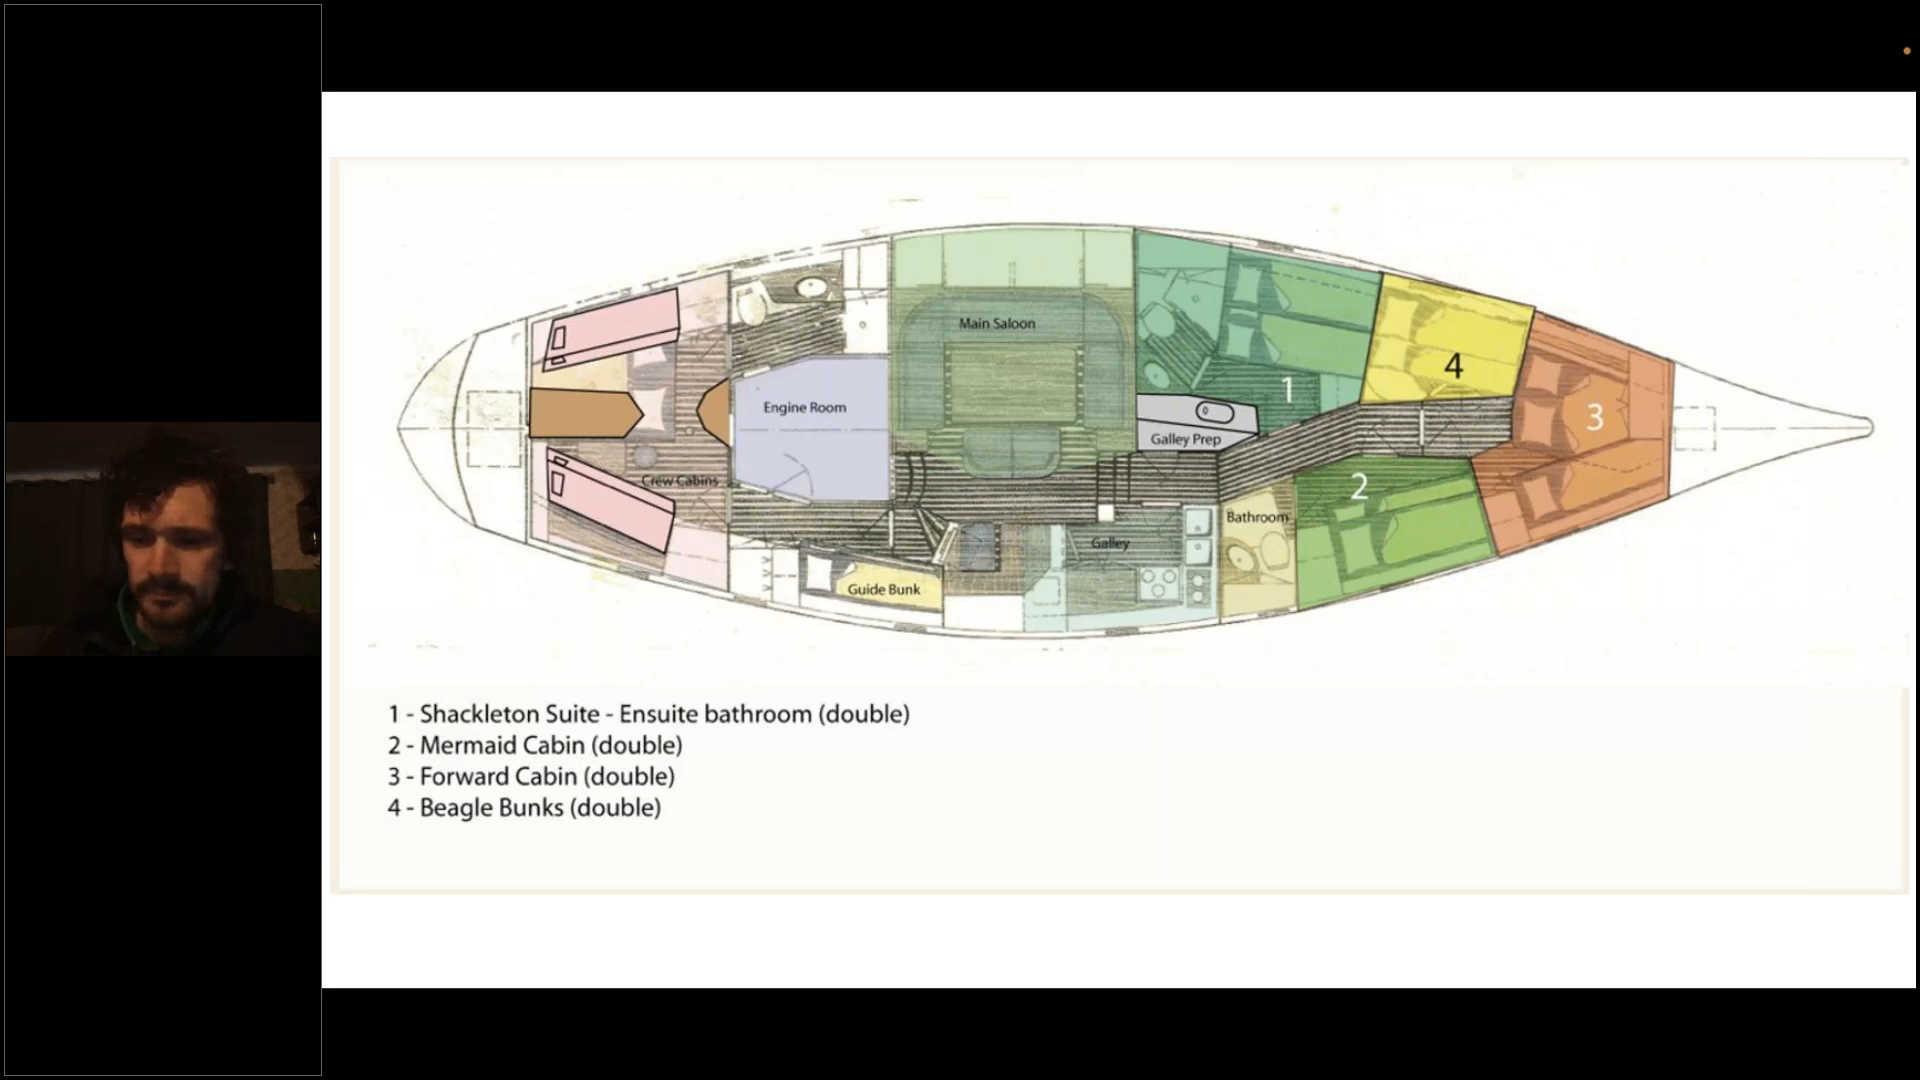 Main Saloon
1
4
3
Engine Room
Galley Prep
Crew Cabins
2
Bathroom
Galley
Guide Bunk
1 - Shackleton Suite - Ensuite bathroom (double)
2 - Mermaid Cabin (double)
3 - Forward Cabin (double)
4 - Beagle Bunks (double)